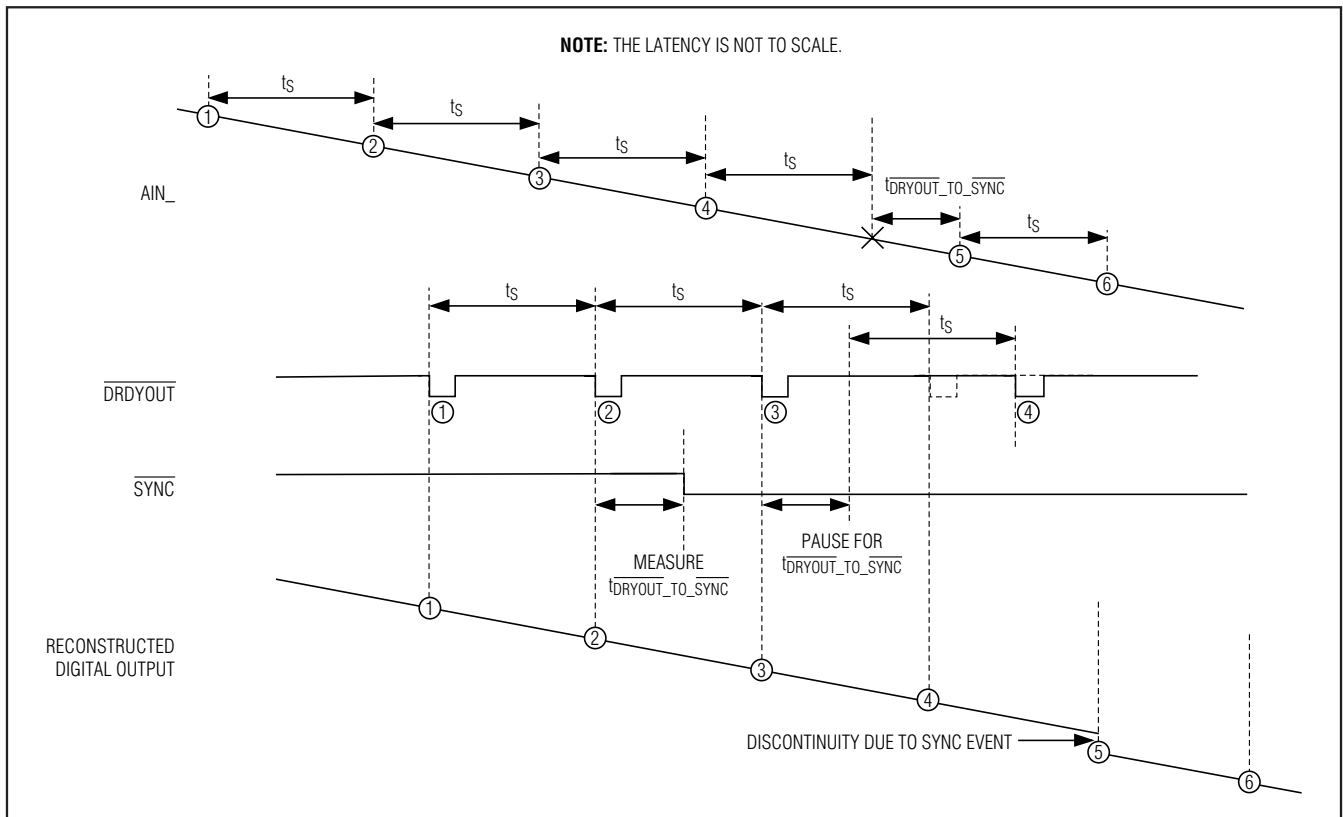 NOTE: THE LATENCY IS NOT TO SCALE.
tS
tS
tS
tS
tDRYOUT_TO_SYNC
tS
AIN_
1
2
3
4
5
6
tS
tS
tS
tS
DRDYOUT
1
2
3
4
SYNC
MEASURE
tDRYOUT_TO_SYNC
PAUSE FOR
tDRYOUT_TO_SYNC
RECONSTRUCTED
DIGITAL OUTPUT
1
2
3
4
DISCONTINUITY DUE TO SYNC EVENT
5
6